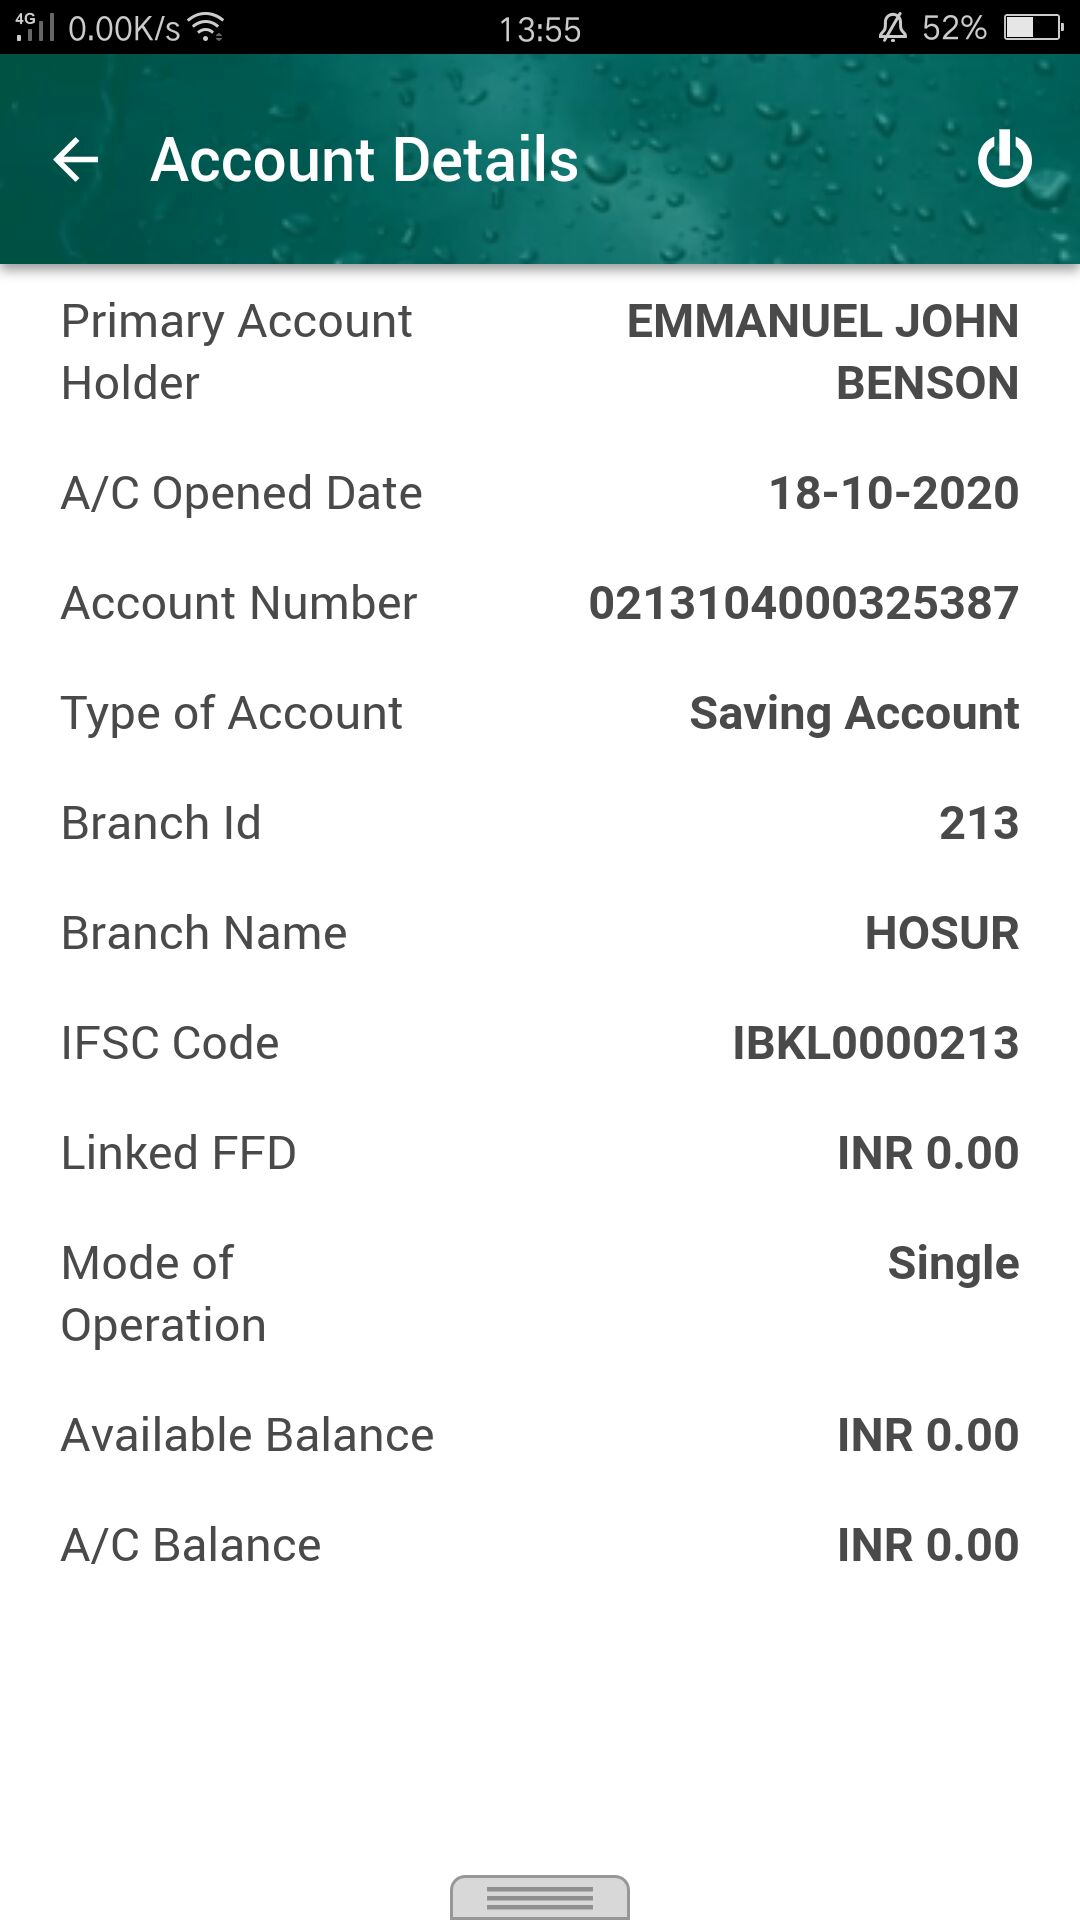 4G 0.00K/s 13:55 52%
Account Details
Primary Account Holder EMMANUEL JOHN BENSON
A/C Opened Date 18-10-2020
Account Number 0213104000325387
Type of Account Saving Account
Branch Id 213
Branch Name HOSUR
IFSC Code IBKL0000213
Linked FFD INR 0.00
Mode of Operation Single
Available Balance INR 0.00
A/C Balance INR 0.00